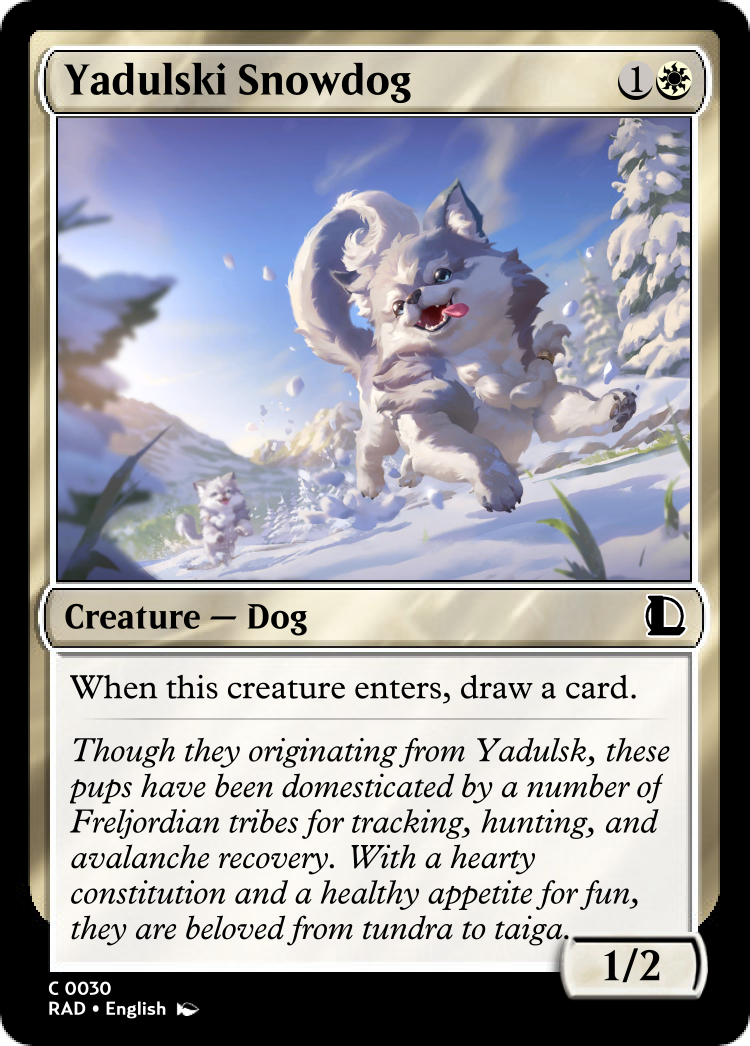 Yadulski Snowdog
1
Creature — Dog
L
When this creature enters, draw a card.
Though they originating from Yadulsk, these
pups have been domesticated by a number of
Freljordian tribes for tracking, hunting, and
avalanche recovery. With a hearty
constitution and a healthy appetite for fun,
they are beloved from tundra to taiga.
1/2
C 0030
RAD • English